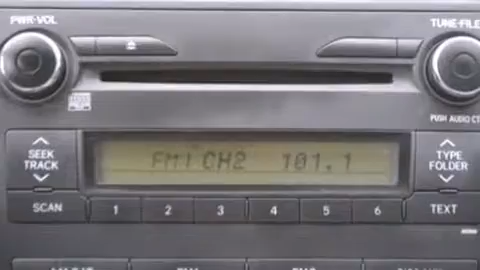 PWR·VOL
TUNE·FILE
PUSH AUDIO CT
SEEK TRACK
FM1 CH2 101.1
TYPE FOLDER
SCAN 1 2 3 4 5 6 TEXT